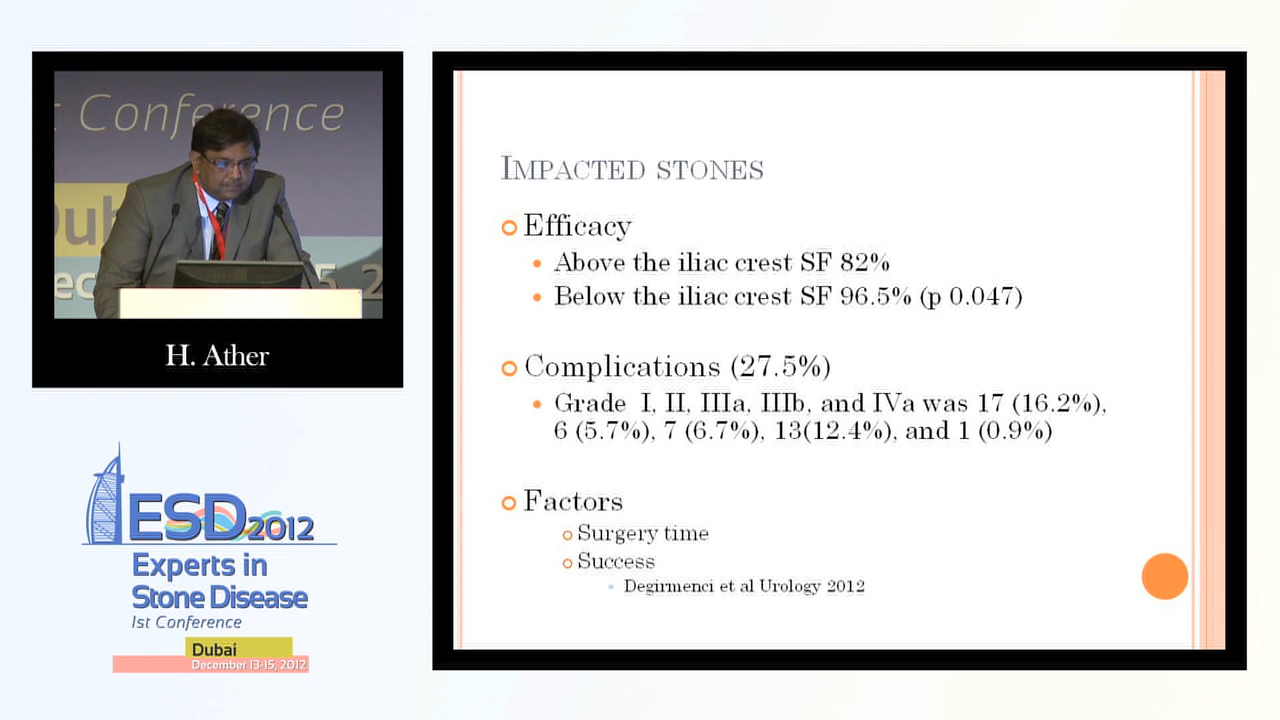 t Conference
Dub
H. Ather
ESD2012
Experts in
Stone Disease
1st Conference
Dubai
December 13-15, 2012
IMPACTED STONES
Efficacy
Above the iliac crest SF 82%
Below the iliac crest SF 96.5% (p 0.047)
Complications (27.5%)
Grade I, II, IIIa, IIIb, and IVa was 17 (16.2%),
6 (5.7%), 7 (6.7%), 13(12.4%), and 1 (0.9%)
Factors
Surgery time
Success
Degirmenci et al Urology 2012